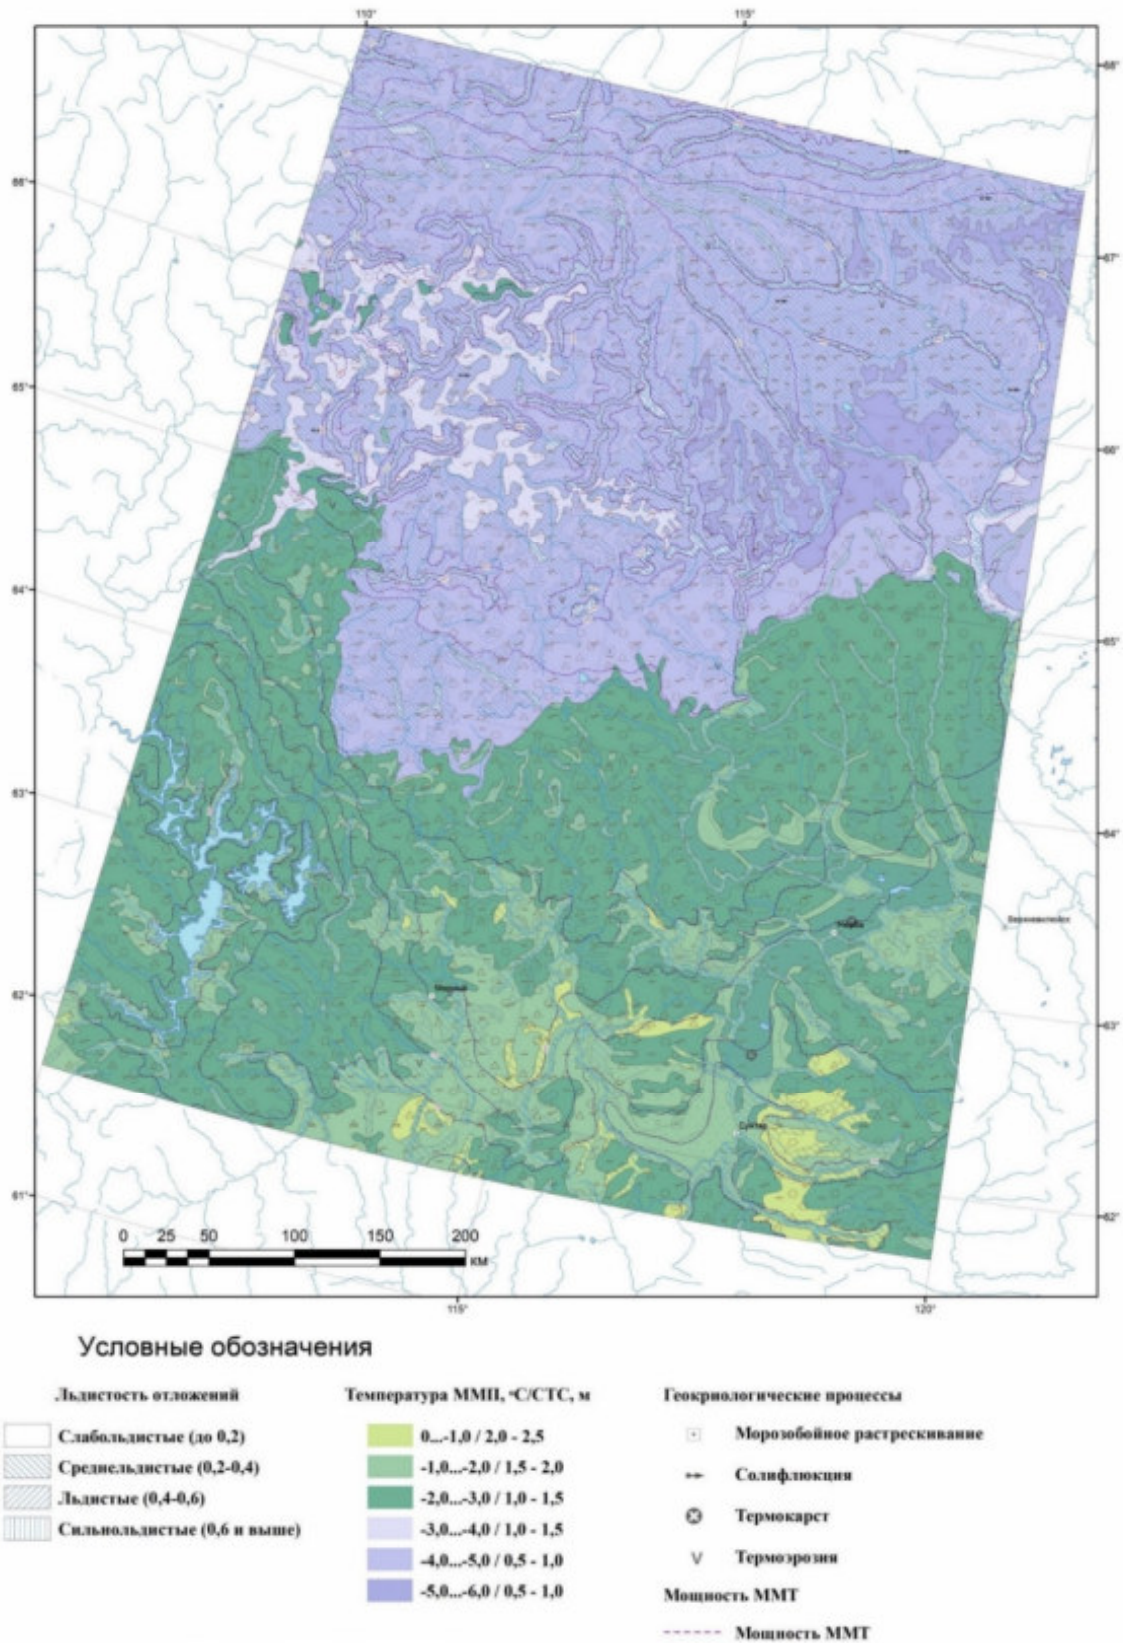 110° 115°
68°
66°
67°
65°
66°
64°
65°
63°
64°
Верхневилюйск
Нюрба
62°
Мирный
63°
Сунтар
61°
62°
0 25 50 100 150 200
км
115° 120°
Условные обозначения
Льдистость отложений
Слабольдистые (до 0,2)
Среднельдистые (0,2-0,4)
Льдистые (0,4-0,6)
Сильнольдистые (0,6 и выше)
Температура ММП, °С/СТС, м
0...-1,0 / 2,0 - 2,5
-1,0...-2,0 / 1,5 - 2,0
-2,0...-3,0 / 1,0 - 1,5
-3,0...-4,0 / 1,0 - 1,5
-4,0...-5,0 / 0,5 - 1,0
-5,0...-6,0 / 0,5 - 1,0
Геокриологические процессы
Морозобойное растрескивание
Солифлюкция
Термокарст
Термоэрозия
Мощность ММТ
Мощность ММТ